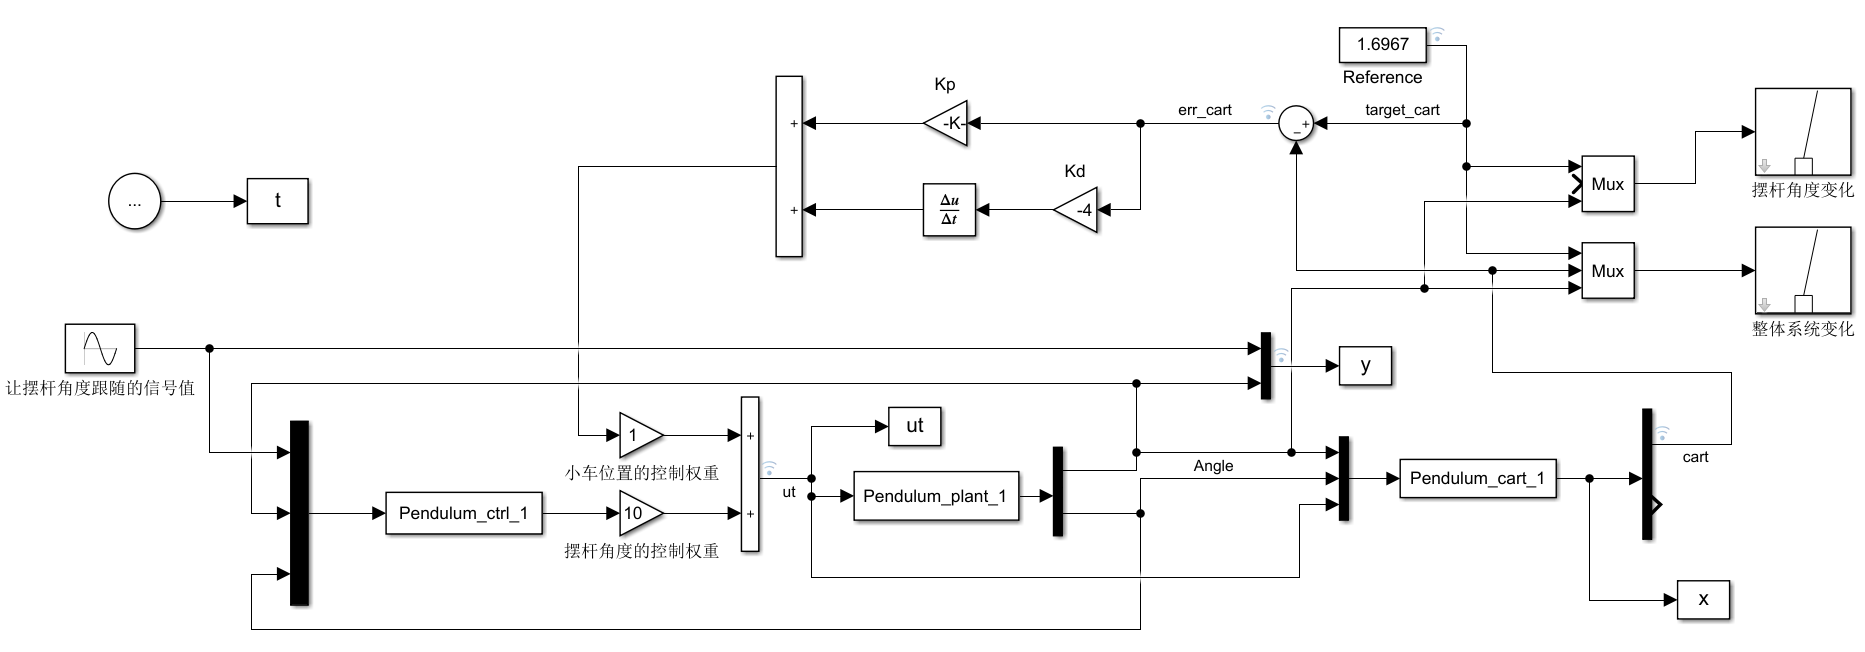 1.6967
Reference
Kp
-K-
+
err_cart
+
−
target_cart
Kd
-4
Δu
Δt
+
...
t
Mux
摆杆角度变化
Mux
整体系统变化
让摆杆角度跟随的信号值
y
1
小车位置的控制权重
+
ut
ut
Pendulum_plant_1
Angle
Pendulum_cart_1
cart
Pendulum_ctrl_1
10
摆杆角度的控制权重
+
x